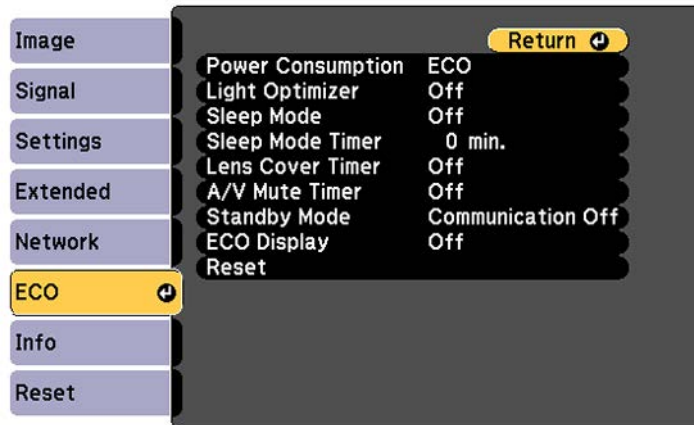 Image
Signal
Settings
Extended
Network
ECO
Info
Reset
Return
Power Consumption ECO
Light Optimizer Off
Sleep Mode Off
Sleep Mode Timer 0 min.
Lens Cover Timer Off
A/V Mute Timer Off
Standby Mode Communication Off
ECO Display Off
Reset